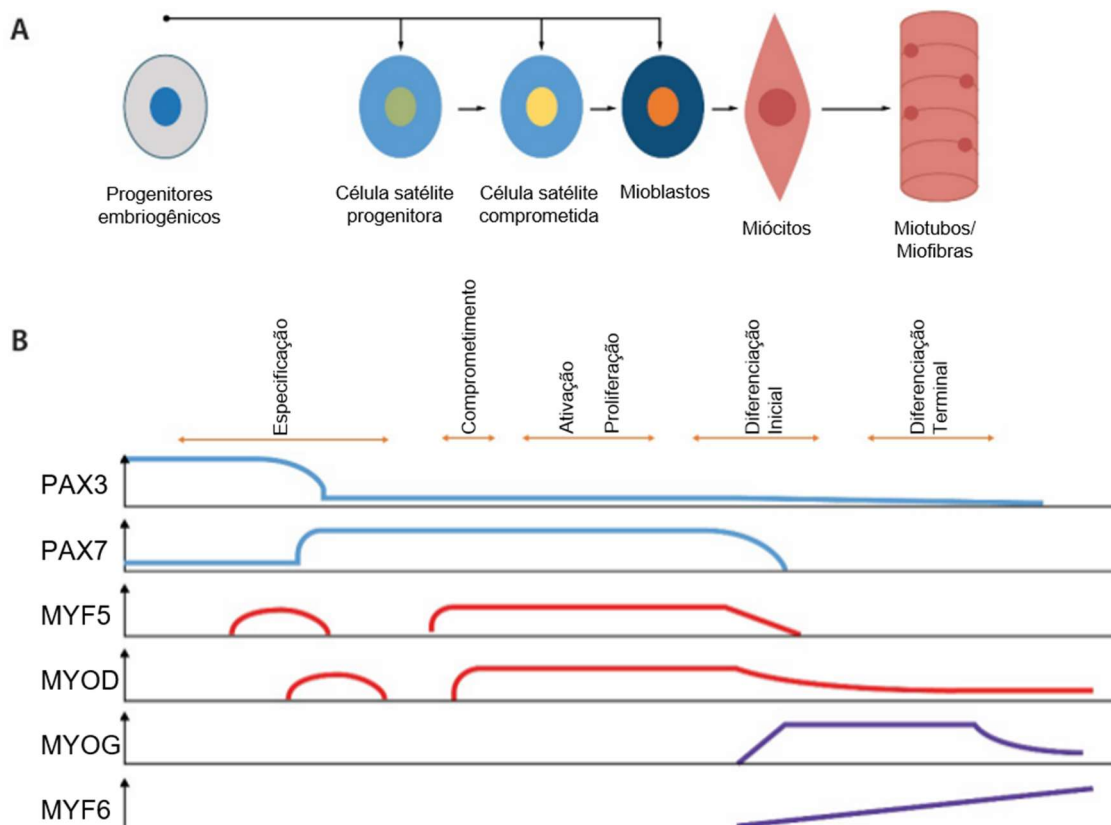 A
Progenitores
embriogênicos
Célula satélite
progenitora
Célula satélite
comprometida
Mioblastos
Miócitos
Miotubos/
Miofibras
B
Especificação
Comprometimento
Ativação
Proliferação
Diferenciação
Inicial
Diferenciação
Terminal
PAX3
PAX7
MYF5
MYOD
MYOG
MYF6